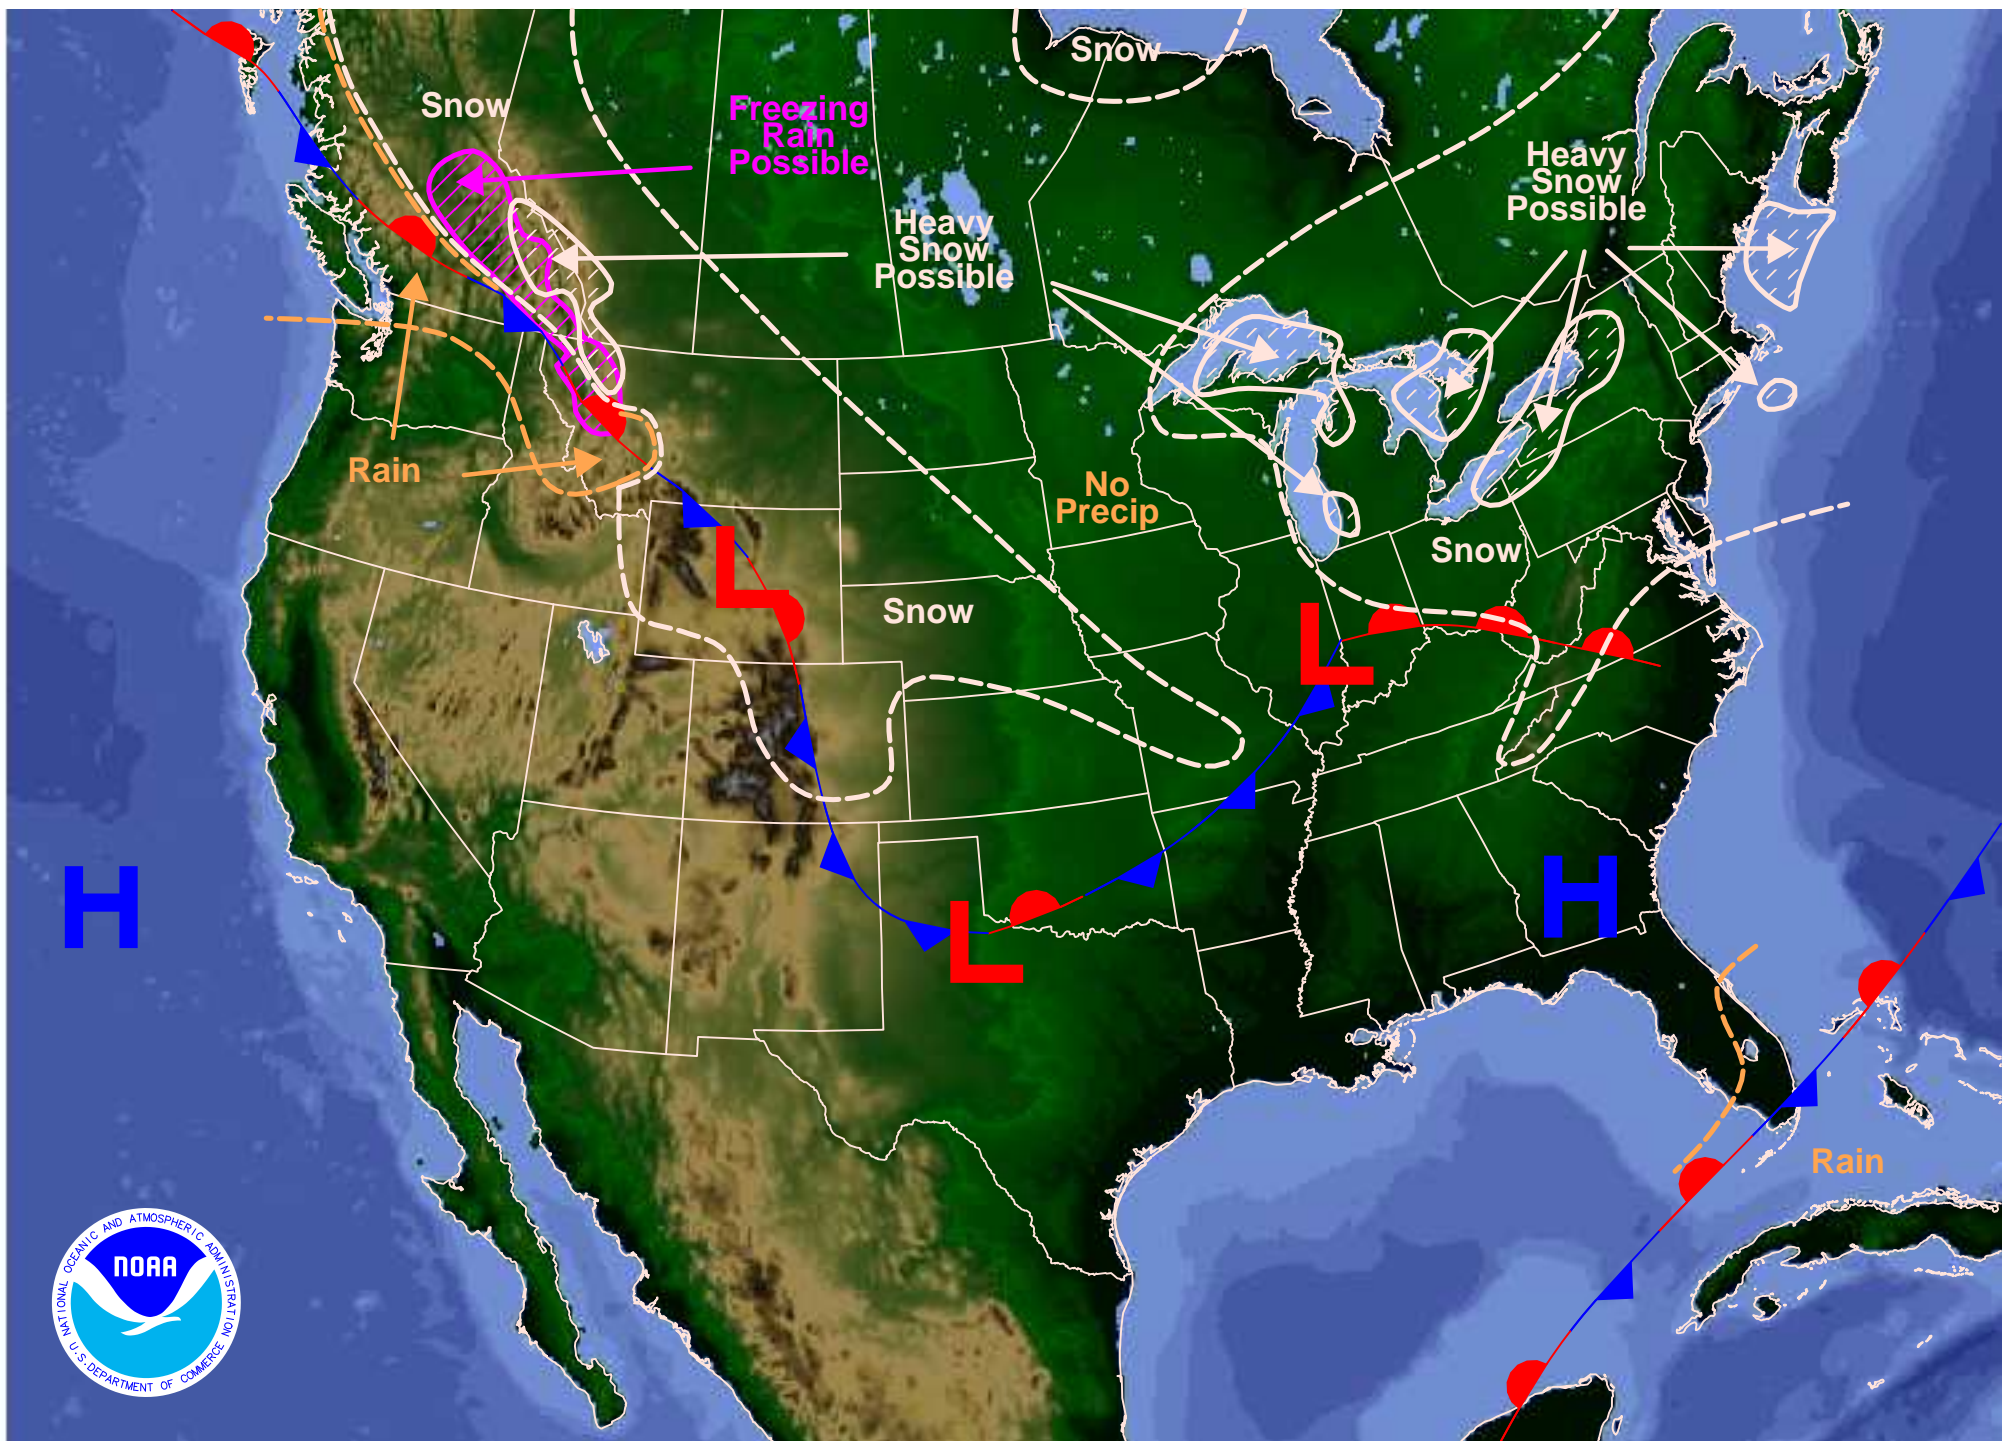 Snow
Snow
Freezing
Rain
Possible
Heavy
Snow
Possible
Heavy
Snow
Possible
Rain
No
Precip
Snow
Snow
L
L
L
H
H
Rain
NATIONAL OCEANIC AND ATMOSPHERIC ADMINISTRATION
NOAA
U.S. DEPARTMENT OF COMMERCE